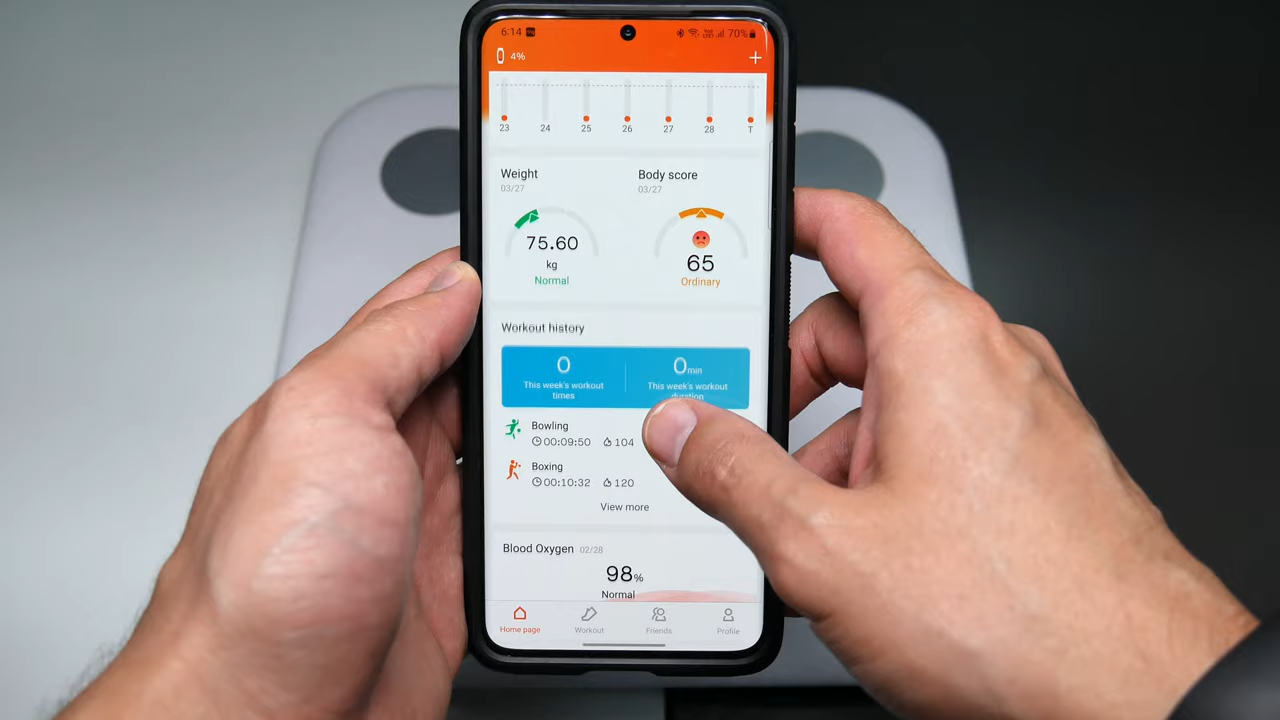 6:14 70%
4% +
23 24 25 26 27 28 T
Weight Body score
03/27 03/27
75.60 65
kg Ordinary
Normal
Workout history
0 0min
This week's workout This week's workout
times duration
Bowling
00:09:50 104
Boxing
00:10:32 120
View more
Blood Oxygen 02/28
98%
Normal
Home page Workout Friends Profile